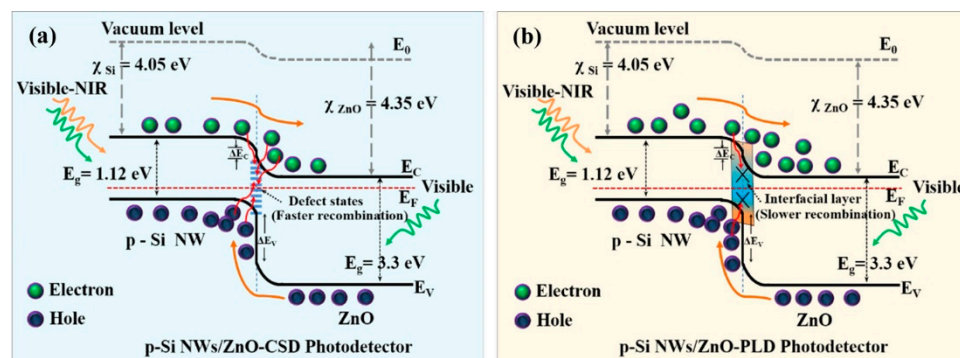 (a)
Vacuum level
E0
χ Si = 4.05 eV
Visible-NIR
χ ZnO = 4.35 eV
ΔEC
EC
Eg = 1.12 eV
EF
Visible
Defect states
(Faster recombination)
p - Si NW
ΔEV
Eg = 3.3 eV
Electron
EV
Hole
ZnO
p-Si NWs/ZnO-CSD Photodetector
(b)
Vacuum level
E0
χ Si = 4.05 eV
Visible-NIR
χ ZnO = 4.35 eV
ΔEC
EC
Eg = 1.12 eV
EF
Visible
Interfacial layer
(Slower recombination)
p - Si NW
ΔEV
Eg = 3.3 eV
Electron
EV
Hole
ZnO
p-Si NWs/ZnO-PLD Photodetector